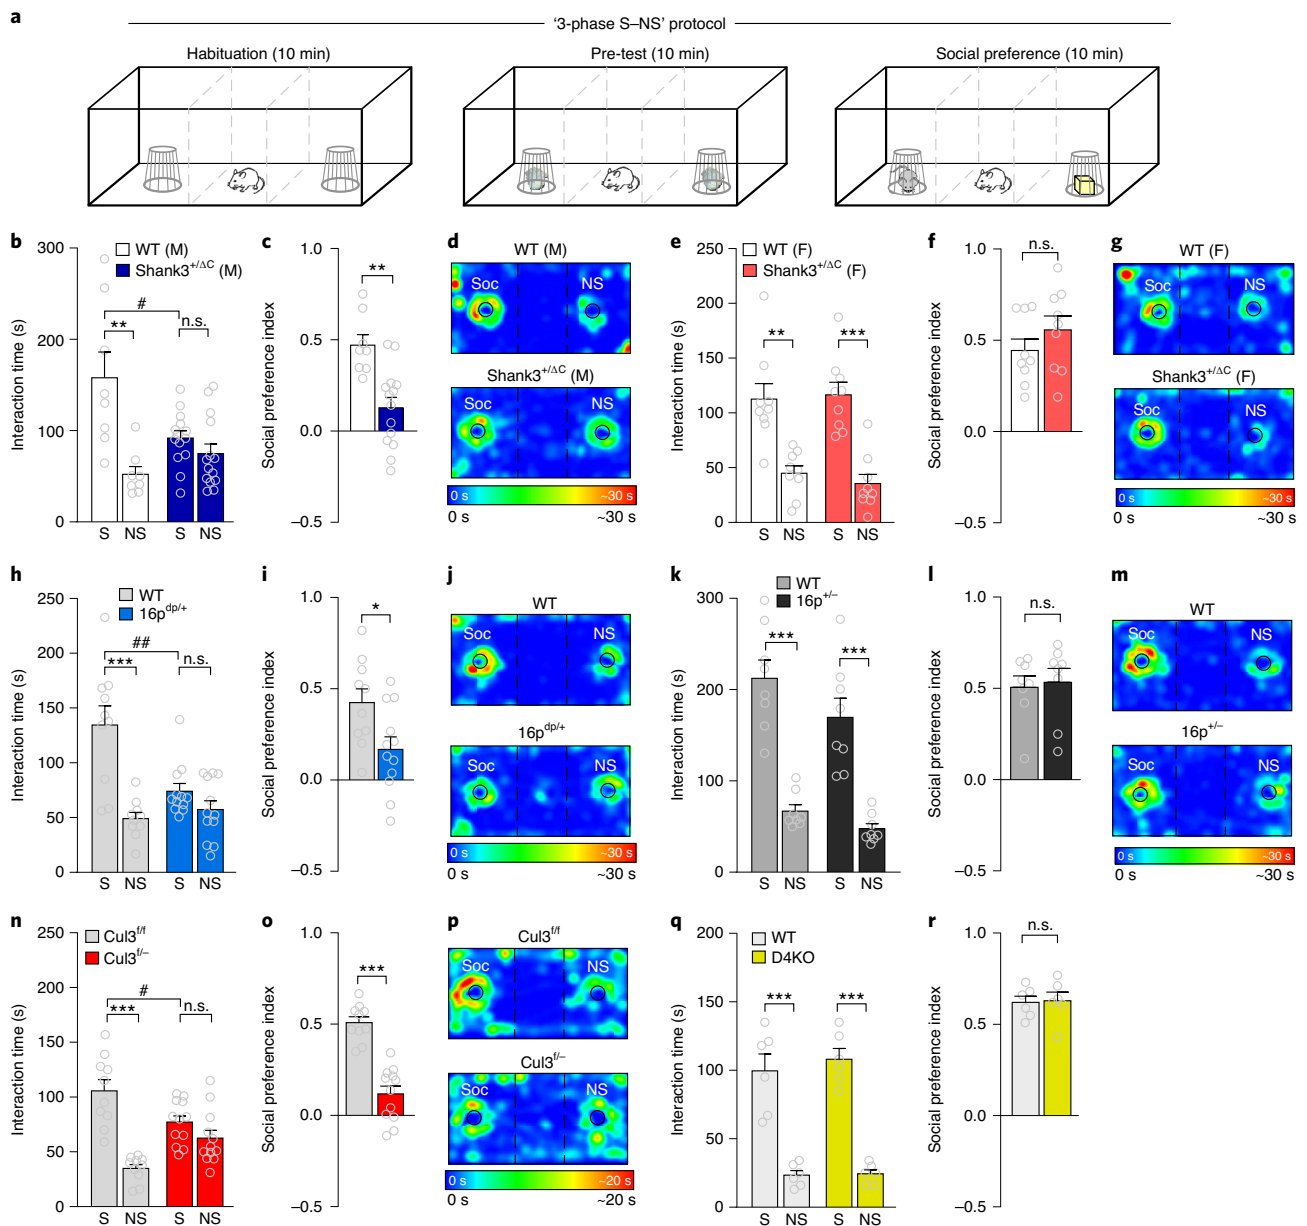 a
‘3-phase S–NS’ protocol
Habituation (10 min)
Pre-test (10 min)
Social preference (10 min)
b
Interaction time (s)
300
200
100
0
WT (M)
Shank3+/ΔC (M)
#
**
n.s.
S NS S NS
c
Social preference index
1.0
0.5
0.0
–0.5
**
d
WT (M)
Soc NS
Shank3+/ΔC (M)
Soc NS
0 s ~30 s
0 s ~30 s
e
Interaction time (s)
250
200
150
100
50
0
WT (F)
Shank3+/ΔC (F)
** ***
S NS S NS
f
Social preference index
1.0
0.5
0.0
–0.5
n.s.
g
WT (F)
Soc NS
Shank3+/ΔC (F)
Soc NS
0 s ~30 s
0 s ~30 s
h
Interaction time (s)
250
200
150
100
50
0
WT
16pdp/+
##
***
n.s.
S NS S NS
i
Social preference index
1.0
0.5
0.0
–0.5
*
j
WT
Soc NS
16pdp/+
Soc NS
0 s ~30 s
0 s ~30 s
k
Interaction time (s)
300
200
100
0
WT
16p+/–
*** ***
S NS S NS
l
Social preference index
1.0
0.5
0.0
–0.5
n.s.
m
WT
Soc NS
16p+/–
Soc NS
0 s ~30 s
0 s ~30 s
n
Interaction time (s)
250
200
150
100
50
0
Cul3f/f
Cul3f/–
#
***
n.s.
S NS S NS
o
Social preference index
1.0
0.5
0.0
–0.5
***
p
Cul3f/f
Soc NS
Cul3f/–
Soc NS
0 s ~20 s
0 s ~20 s
q
Interaction time (s)
200
150
100
50
0
WT
D4KO
*** ***
S NS S NS
r
Social preference index
1.0
0.5
0.0
–0.5
n.s.